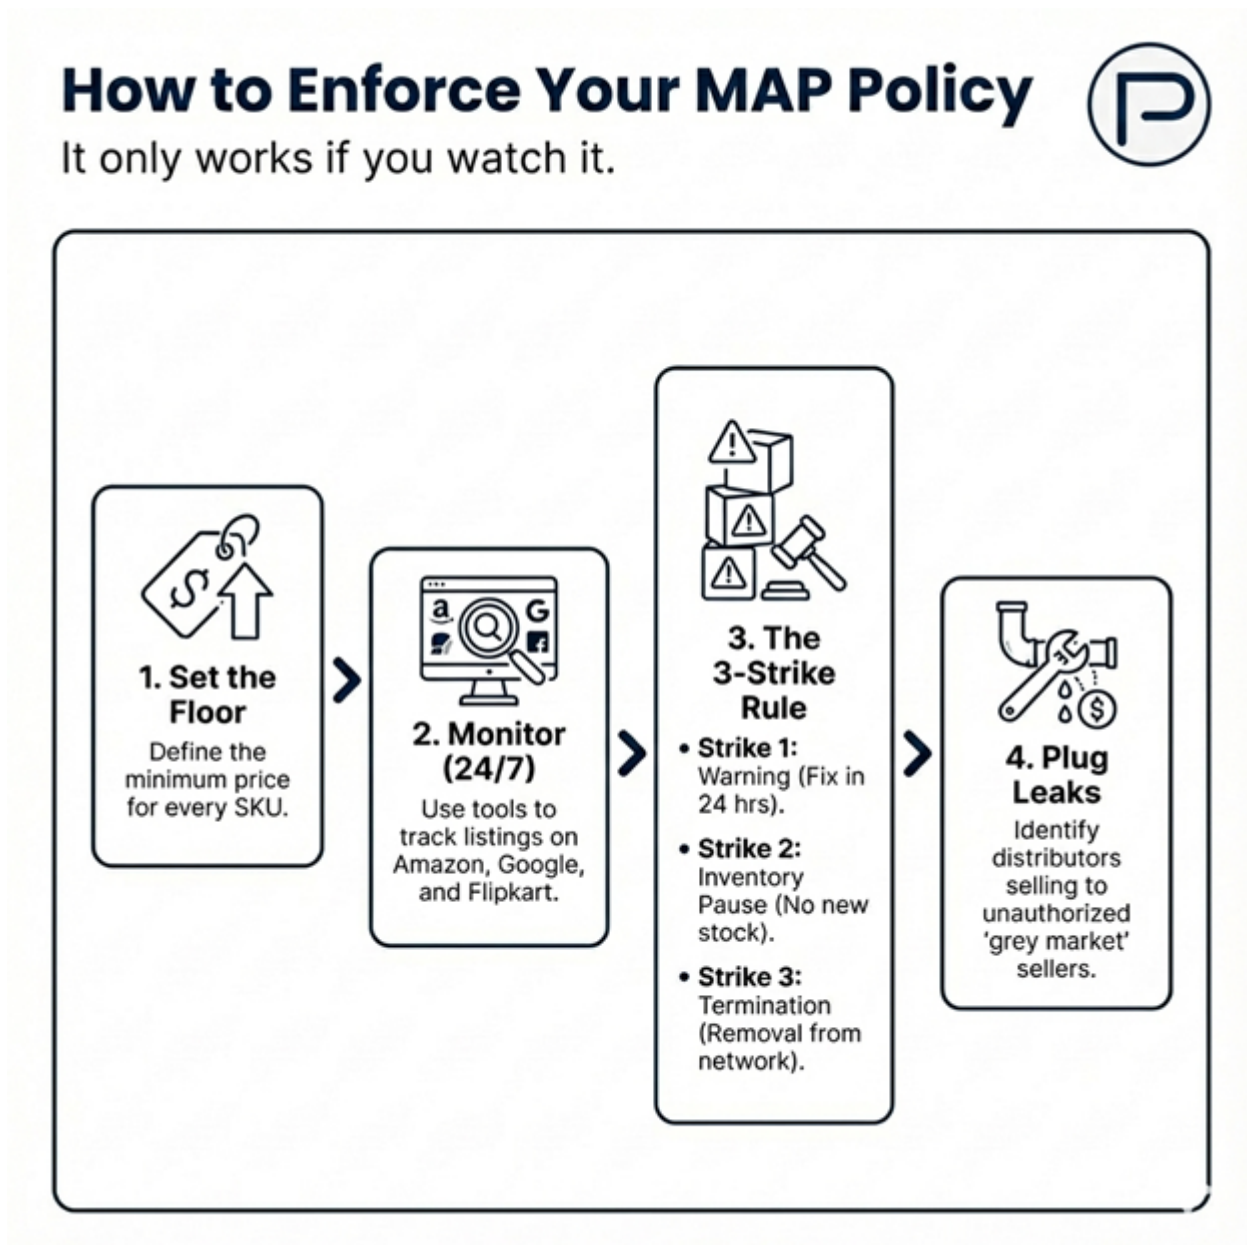 How to Enforce Your MAP Policy
It only works if you watch it.
P
1. Set the
Floor
Define the
minimum price
for every SKU.
a
G
f
2. Monitor
(24/7)
Use tools to
track listings on
Amazon, Google,
and Flipkart.
3. The
3-Strike
Rule
• Strike 1:
Warning (Fix in
24 hrs).
• Strike 2:
Inventory
Pause (No new
stock).
• Strike 3:
Termination
(Removal from
network).
4. Plug
Leaks
Identify
distributors
selling to
unauthorized
‘grey market’
sellers.